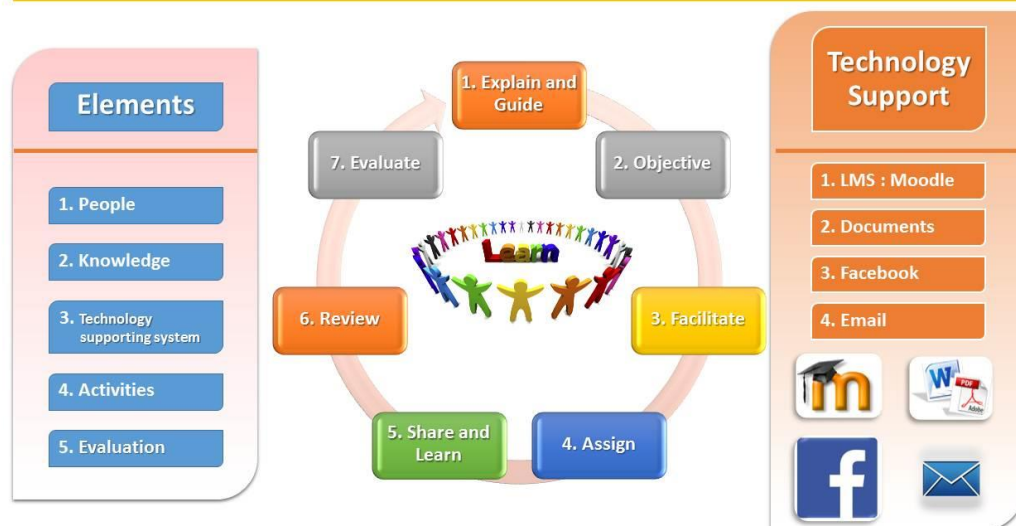 Elements
1. People
2. Knowledge
3. Technology
supporting system
4. Activities
5. Evaluation
1. Explain and
Guide
2. Objective
3. Facilitate
4. Assign
5. Share and
Learn
6. Review
7. Evaluate
Learn
Technology
Support
1. LMS : Moodle
2. Documents
3. Facebook
4. Email
m
W
PDF
Adobe
f